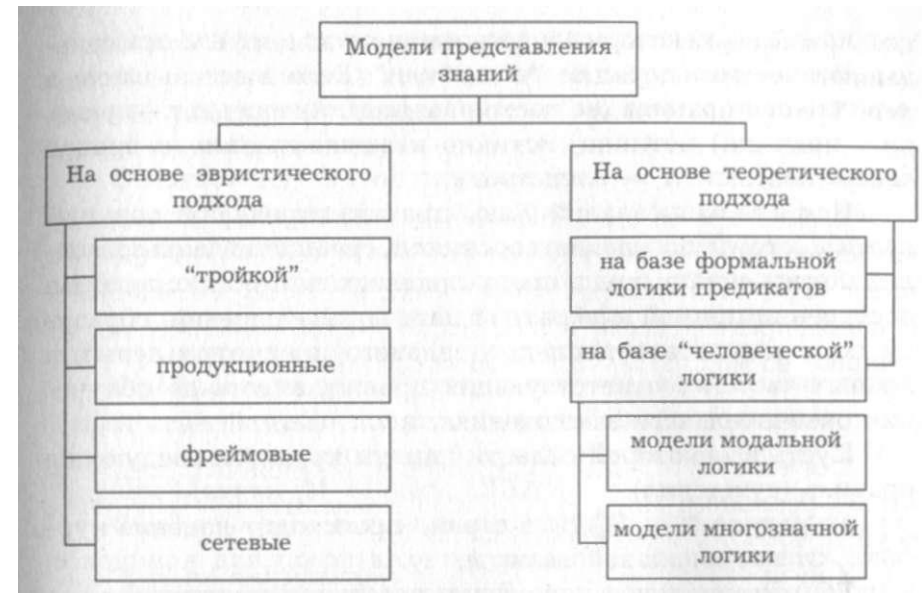 Модели представления
знаний
На основе эвристического
подхода
На основе теоретического
подхода
“тройкой”
продукционные
фреймовые
сетевые
на базе формальной
логики предикатов
на базе “человеческой”
логики
модели модальной
логики
модели многозначной
логики